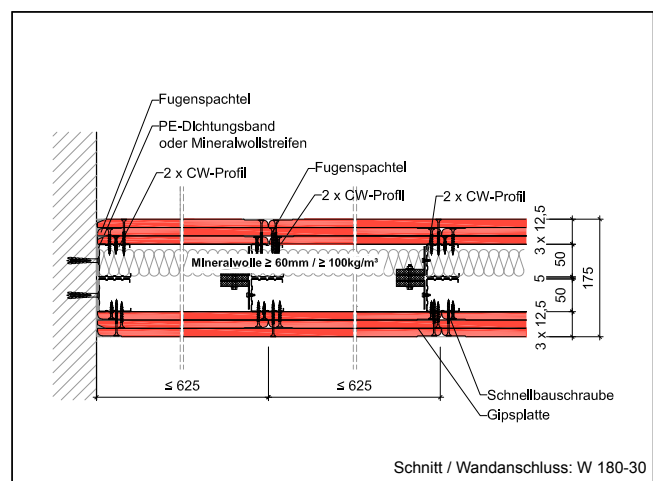 Fugenspachtel
PE-Dichtungsband
oder Mineralwollstreifen
2 x CW-Profil
Fugenspachtel
2 x CW-Profil
2 x CW-Profil
Mineralwolle ≥ 60mm / ≥ 100kg/m³
3 x 12,5
50
5
50
3 x 12,5
175
≤ 625
≤ 625
Schnellbauschraube
Gipsplatte
Schnitt / Wandanschluss: W 180-30